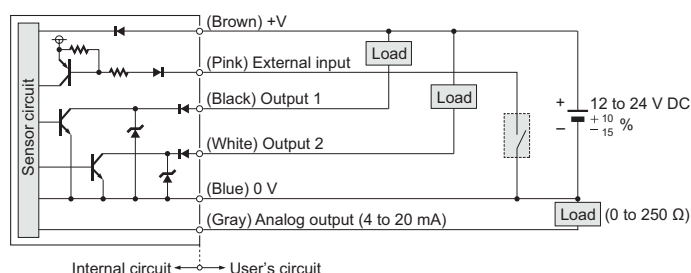 (Brown) +V
Load
(Pink) External input
Load
(Black) Output 1
+ 12 to 24 V DC
− +10 −15 %
(White) Output 2
Sensor circuit
(Blue) 0 V
Load (0 to 250 Ω)
(Gray) Analog output (4 to 20 mA)
Internal circuit User's circuit